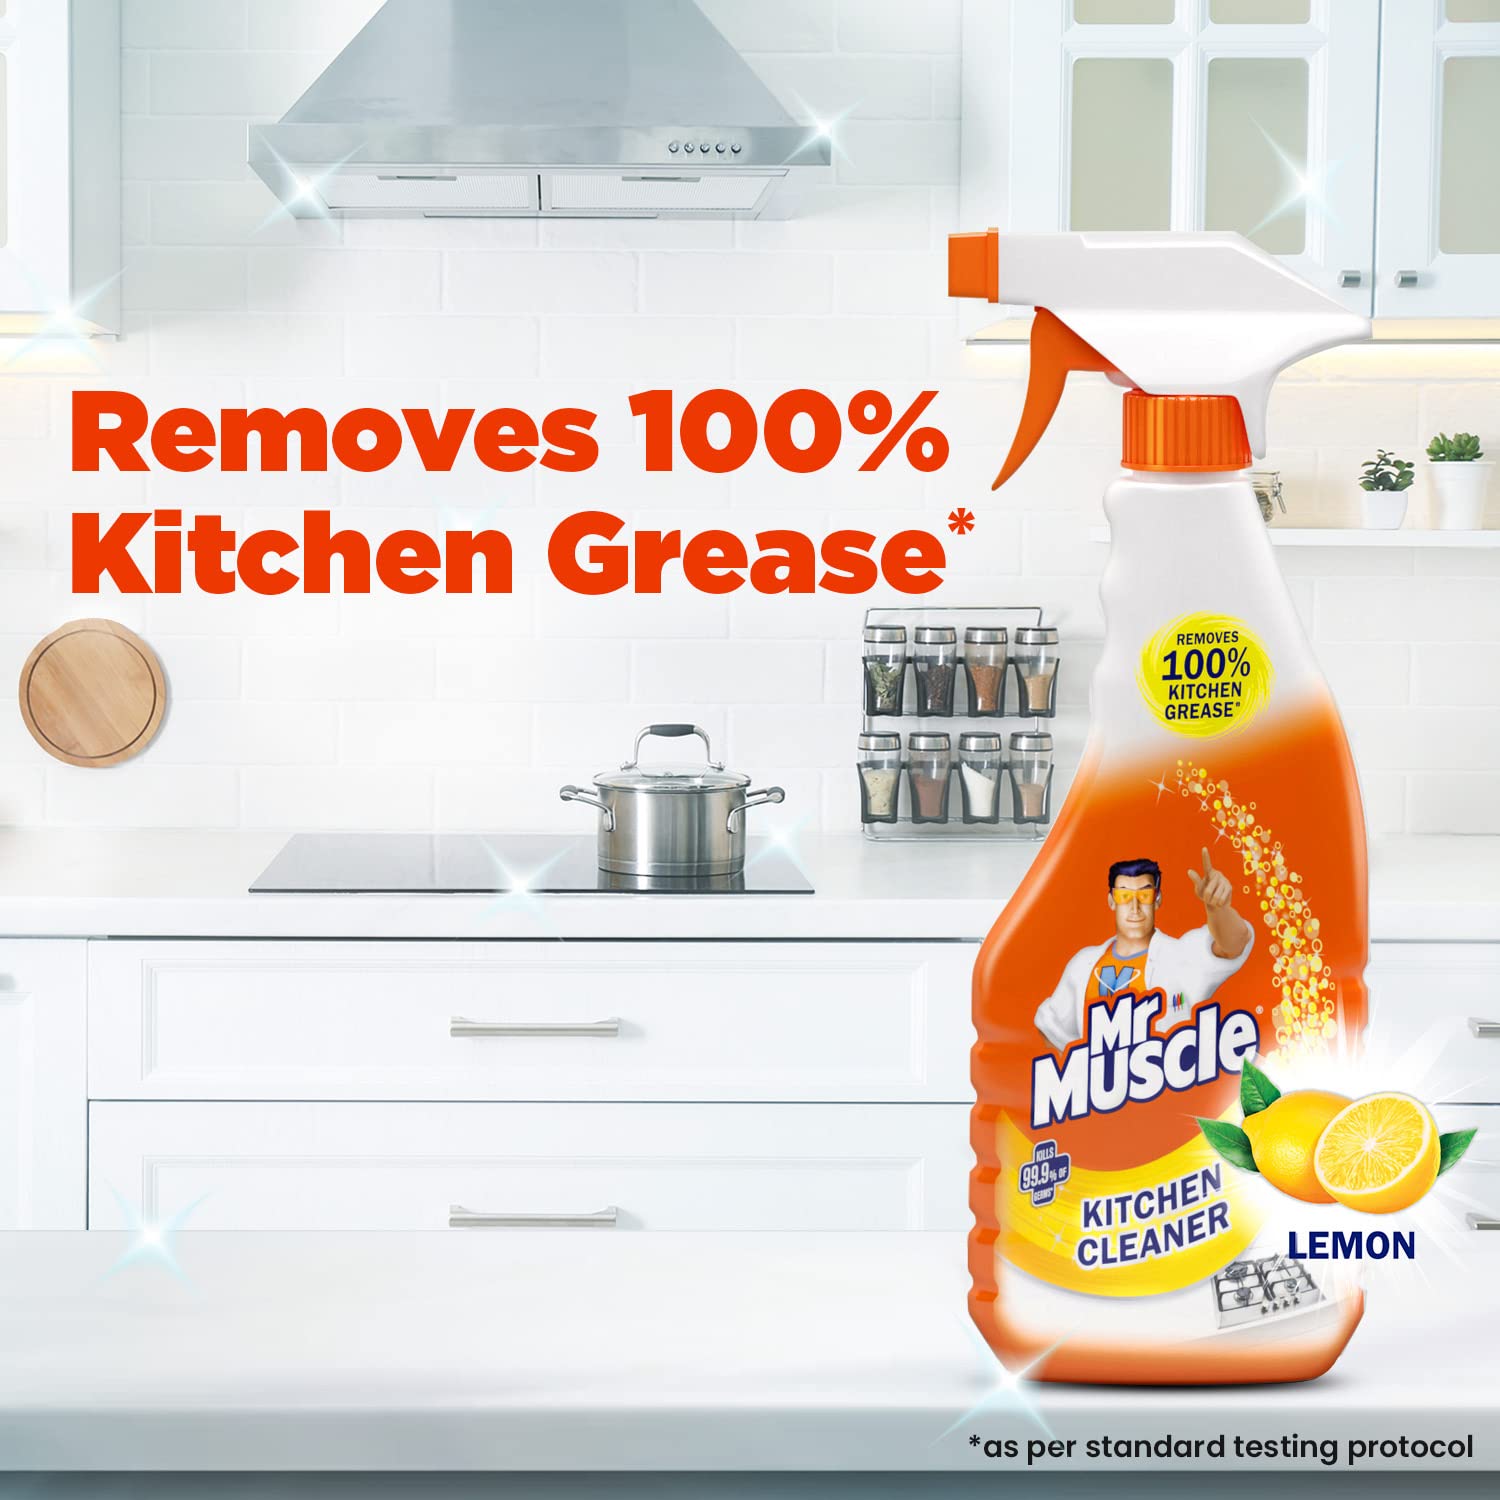 Removes 100%
Kitchen Grease*
REMOVES
100%
KITCHEN
GREASE*
Mr
Muscle®
KILLS
99.9% OF
GERMS*
KITCHEN
CLEANER
LEMON
*as per standard testing protocol